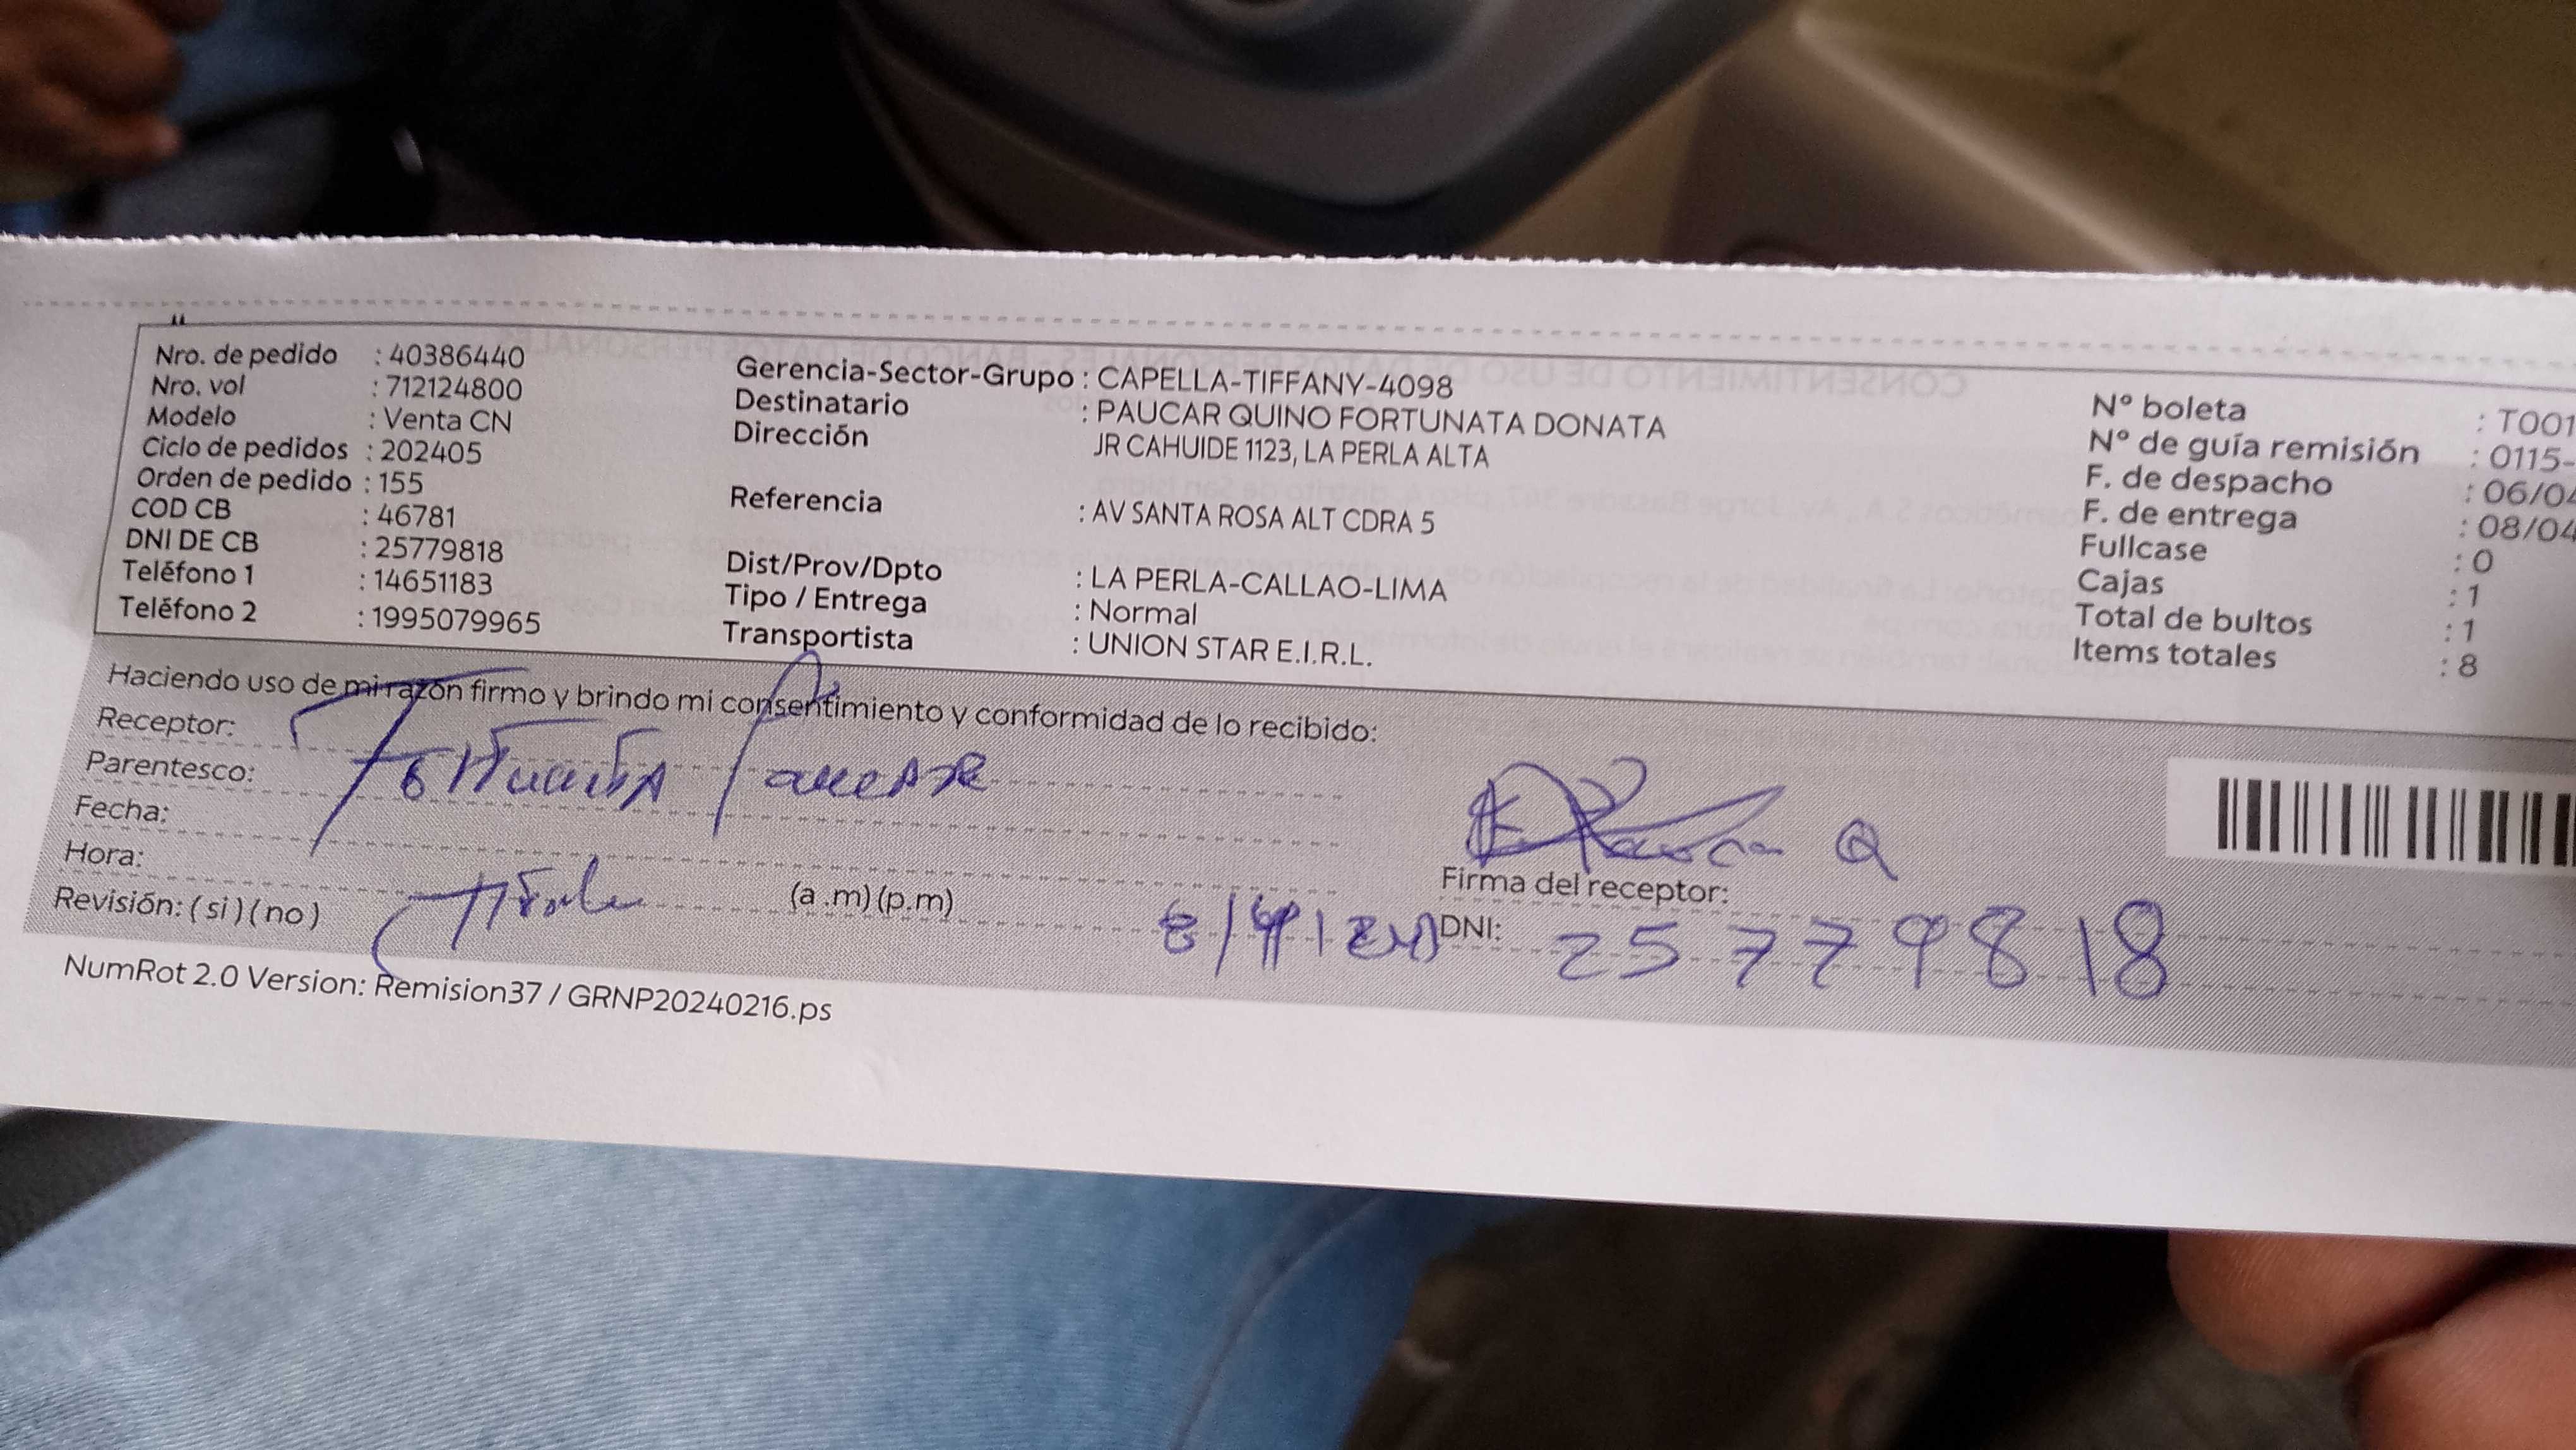 Nro. de pedido : 40386440
Nro. vol : 712124800
Modelo : Venta CN
Ciclo de pedidos : 202405
Orden de pedido : 155
COD CB : 46781
DNI DE CB : 25779818
Teléfono 1 : 14651183
Teléfono 2 : 1995079965
Gerencia-Sector-Grupo : CAPELLA-TIFFANY-4098
Destinatario : PAUCAR QUINO FORTUNATA DONATA
Dirección JR CAHUIDE 1123, LA PERLA ALTA
Referencia : AV SANTA ROSA ALT CDRA 5
Dist/Prov/Dpto : LA PERLA-CALLAO-LIMA
Tipo / Entrega : Normal
Transportista : UNION STAR E.I.R.L.
N° boleta : T001
N° de guía remisión : 0115-
F. de despacho : 06/04
F. de entrega : 08/04
Fullcase : 0
Cajas : 1
Total de bultos : 1
Items totales : 8
Haciendo uso de mi razón firmo y brindo mi consentimiento y conformidad de lo recibido:
Receptor:
Parentesco: Fortunata Paucar
Fecha:
Hora: (a .m) (p.m)
Revisión: ( si ) ( no ) Titular
Firma del receptor:
DNI: 25779818
NumRot 2.0 Version: Remision37 / GRNP20240216.ps